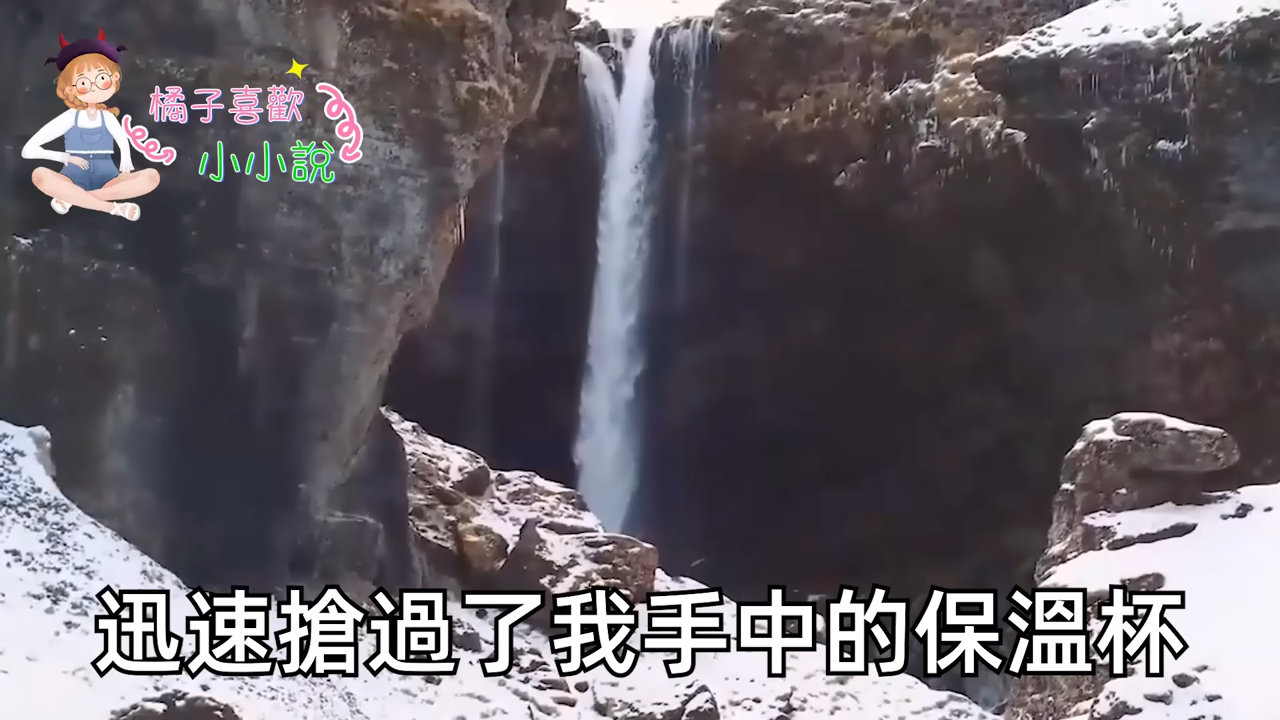 橘子喜歡
小小說
迅速搶過了我手中的保溫杯